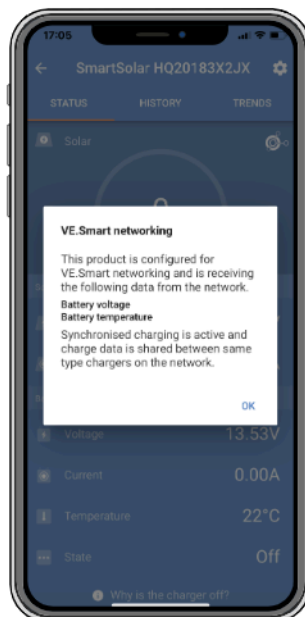 17:05
SmartSolar HQ20183X2JX
STATUS HISTORY TRENDS
Solar
VE.Smart networking
This product is configured for
VE.Smart networking and is receiving
the following data from the network.
Battery voltage
Battery temperature
Synchronised charging is active and
charge data is shared between same
type chargers on the network.
OK
Voltage 13.53V
Current 0.00A
Temperature 22°C
State Off
Why is the charger off?